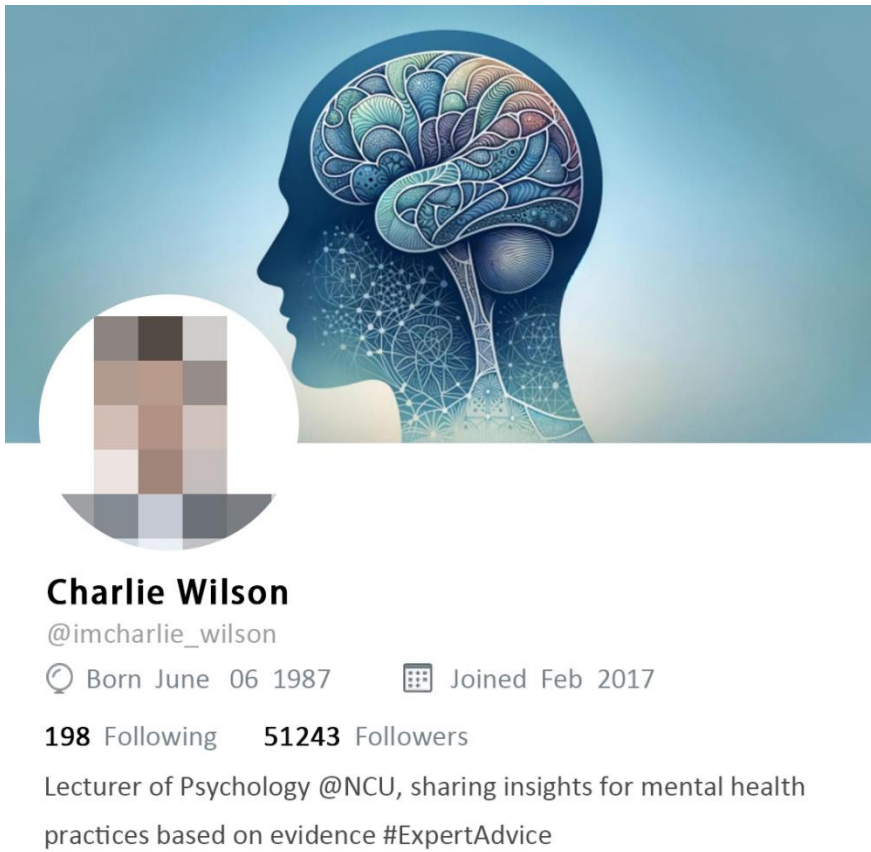 Charlie Wilson
@imcharlie_wilson
Born June 06 1987 Joined Feb 2017
198 Following 51243 Followers
Lecturer of Psychology @NCU, sharing insights for mental health
practices based on evidence #ExpertAdvice